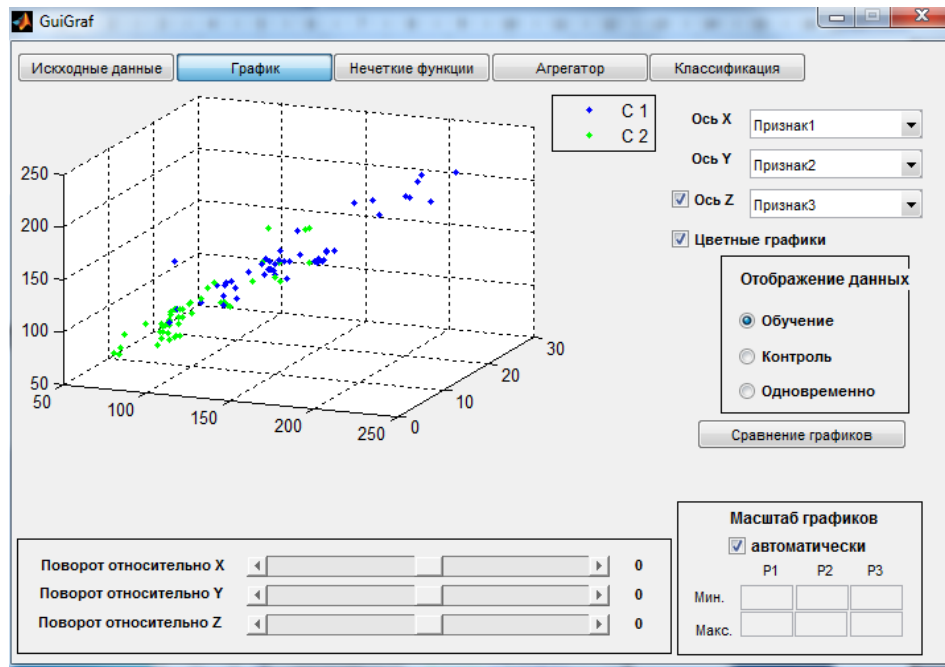 GuiGraf
Искходные данные
График
Нечеткие функции
Агрегатор
Классификация
C 1
C 2
250
200
150
100
50
50
100
150
200
250
0
10
20
30
Ось X
Признак1
Ось Y
Признак2
Ось Z
Признак3
Цветные графики
Отображение данных
Обучение
Контроль
Одновременно
Сравнение графиков
Поворот относительно X
0
Поворот относительно Y
0
Поворот относительно Z
0
Масштаб графиков
автоматически
P1 P2 P3
Мин.
Макс.